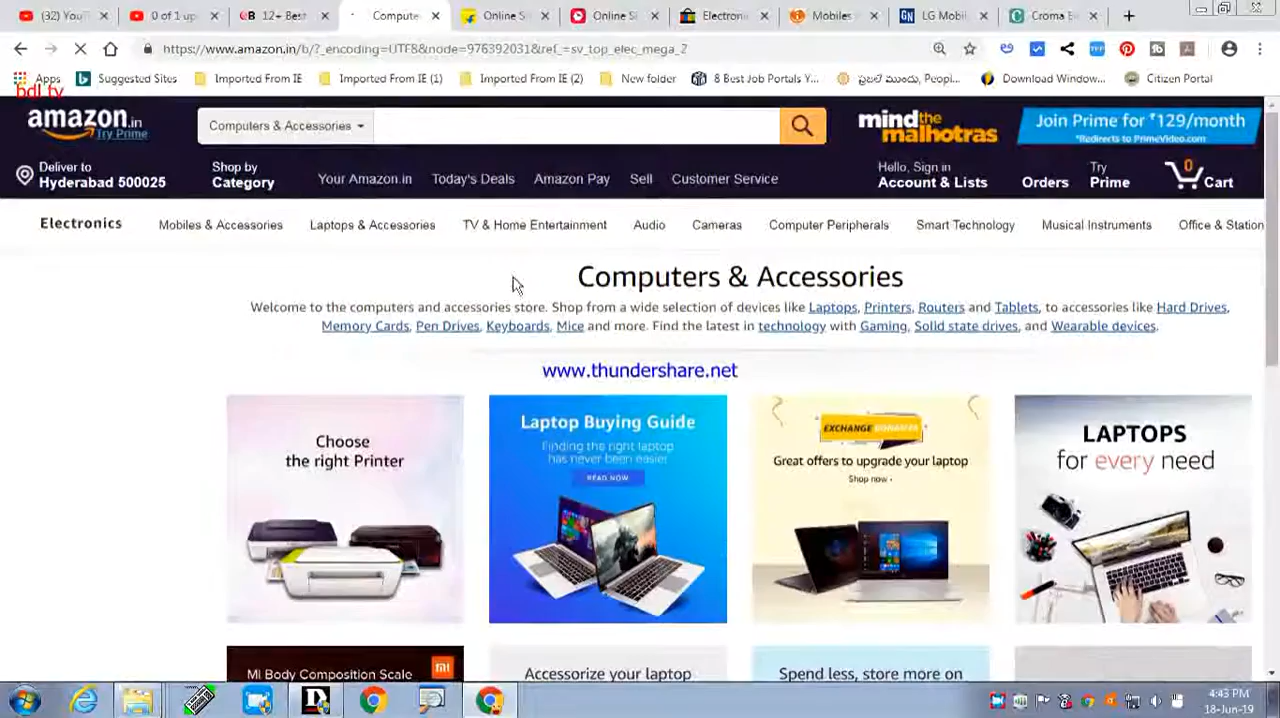 (32) You
0 of 1 up
12+ Best
Compute
Online S
Online S
Electroni
Mobiles
LG Mobil
Croma E
https://www.amazon.in/b/?_encoding=UTF8&node=976392031&ref_=sv_top_elec_mega_2
Apps
Suggested Sites
Imported From IE
Imported From IE (1)
Imported From IE (2)
New folder
8 Best Job Portals Y...
ప్రజల ముందు, Peopl...
Download Window...
Citizen Portal
bdl tv
amazon.in
Try Prime
Computers & Accessories
mind the malhotras
Join Prime for ₹129/month
*Redirects to PrimeVideo.com
Deliver to
Hyderabad 500025
Shop by
Category
Your Amazon.in
Today's Deals
Amazon Pay
Sell
Customer Service
Hello, Sign in
Account & Lists
Orders
Try
Prime
0
Cart
Electronics
Mobiles & Accessories
Laptops & Accessories
TV & Home Entertainment
Audio
Cameras
Computer Peripherals
Smart Technology
Musical Instruments
Office & Station
Computers & Accessories
Welcome to the computers and accessories store. Shop from a wide selection of devices like Laptops, Printers, Routers and Tablets, to accessories like Hard Drives,
Memory Cards, Pen Drives, Keyboards, Mice and more. Find the latest in technology with Gaming, Solid state drives, and Wearable devices.
www.thundershare.net
Choose
the right Printer
Laptop Buying Guide
Finding the right laptop
has never been easier
READ NOW
EXCHANGE BONANZA
Great offers to upgrade your laptop
Shop now ›
LAPTOPS
for every need
Mi Body Composition Scale
mi
Accessorize your laptop
Spend less, store more on
4:43 PM
18-Jun-19